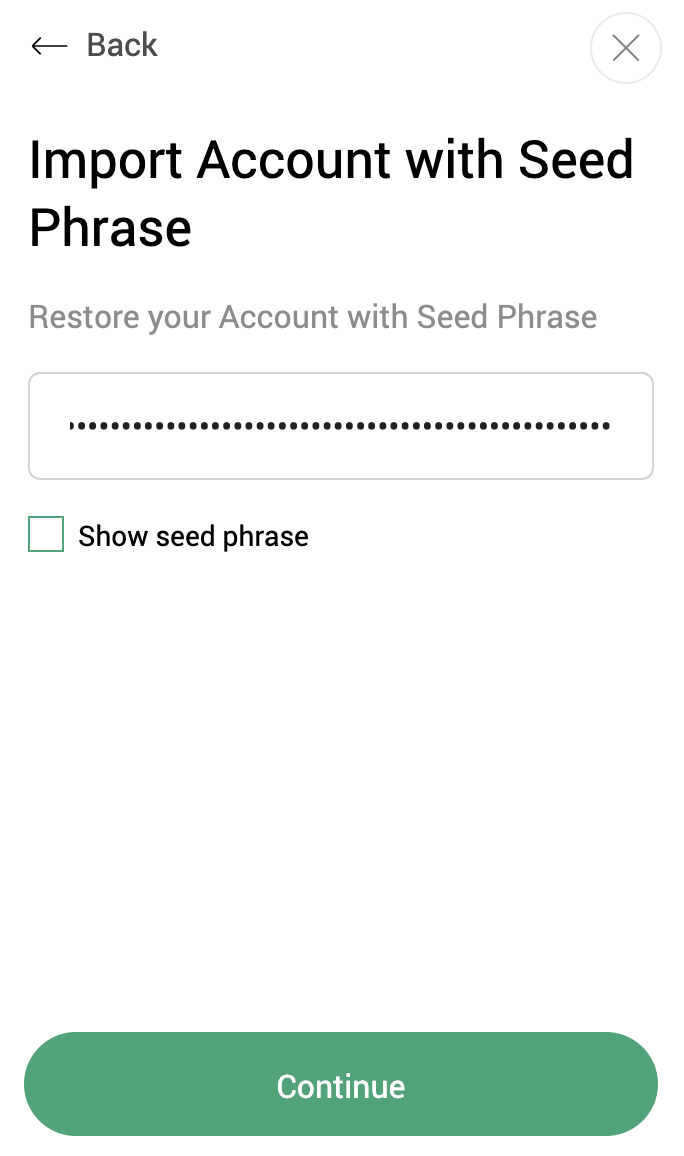 Back
Import Account with Seed
Phrase
Restore your Account with Seed Phrase
Show seed phrase
Continue